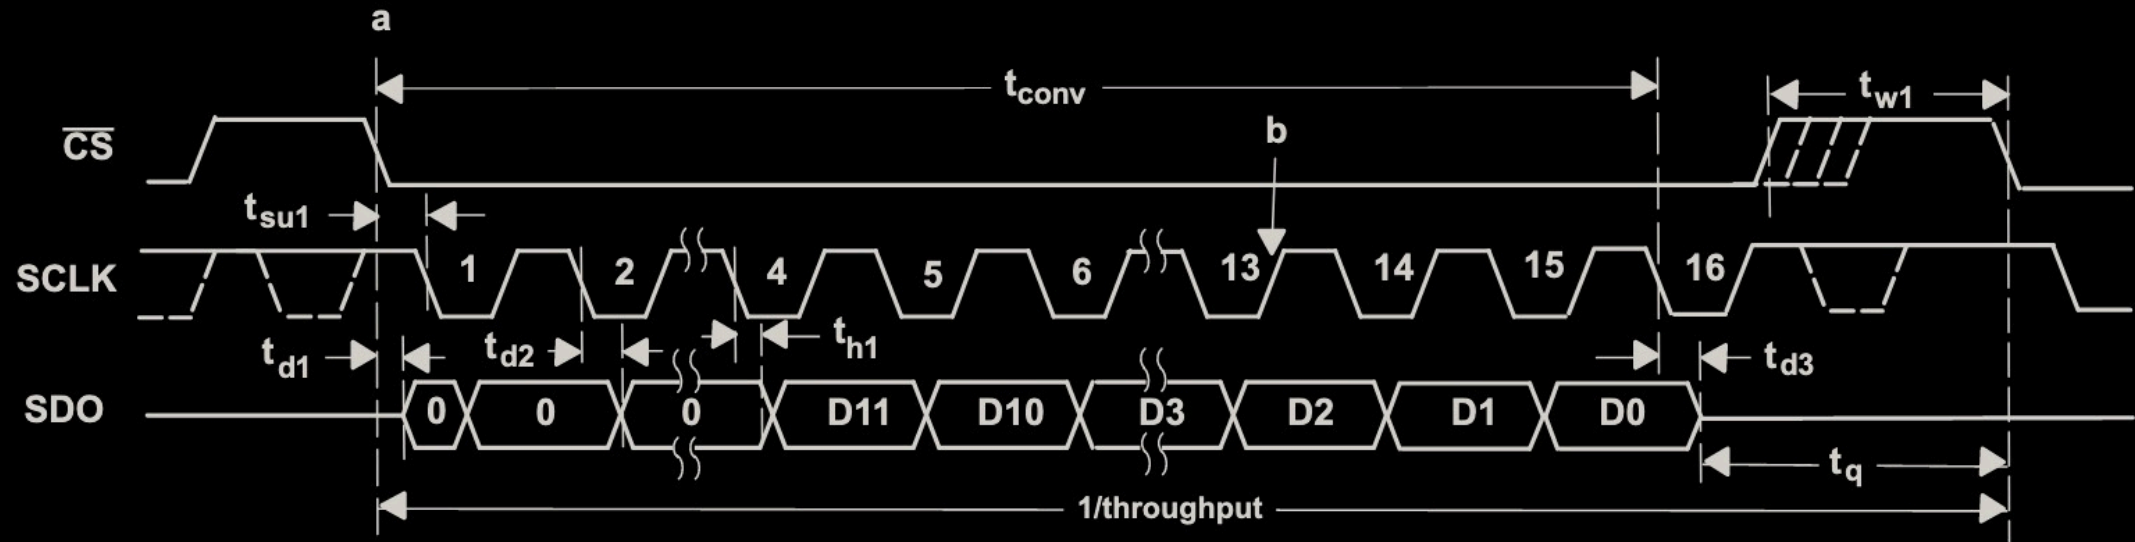 a
tconv
tw1
CS
b
tsu1
SCLK 1 2 4 5 6 13 14 15 16
td1 td2 th1 td3
SDO 0 0 0 D11 D10 D3 D2 D1 D0
tq
1/throughput